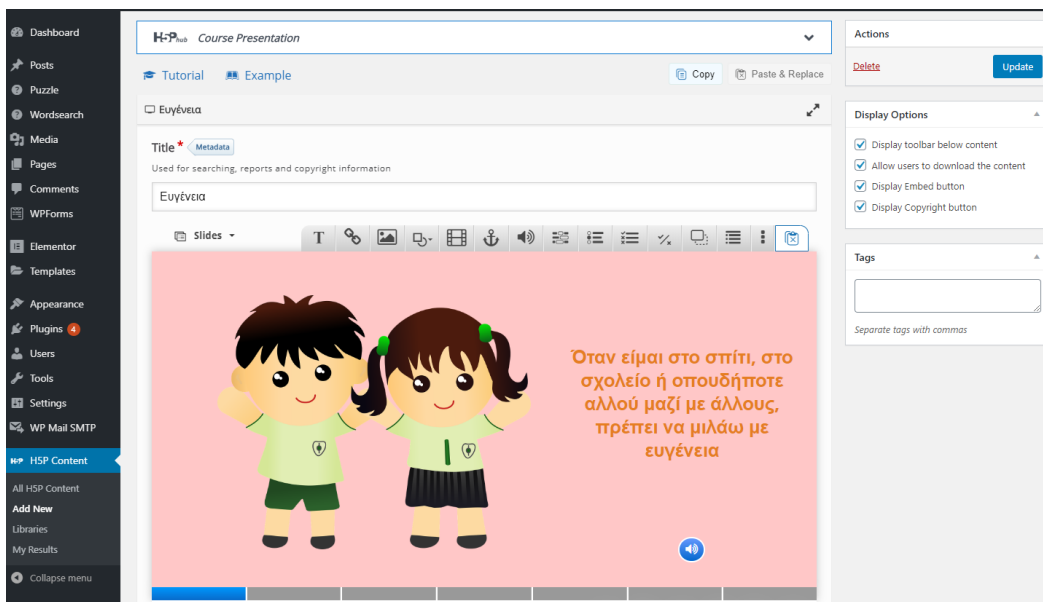 Dashboard
Posts
Puzzle
Wordsearch
Media
Pages
Comments
WPForms
Elementor
Templates
Appearance
Plugins 4
Users
Tools
Settings
WP Mail SMTP
H5P H5P Content
All H5P Content
Add New
Libraries
My Results
Collapse menu
H5P hub Course Presentation
Tutorial Example Copy Paste & Replace
Ευγένεια
Title * Metadata
Used for searching, reports and copyright information
Ευγένεια
Slides T
Όταν είμαι στο σπίτι, στο
σχολείο ή οπουδήποτε
αλλού μαζί με άλλους,
πρέπει να μιλάω με
ευγένεια
Actions
Delete Update
Display Options
Display toolbar below content
Allow users to download the content
Display Embed button
Display Copyright button
Tags
Separate tags with commas